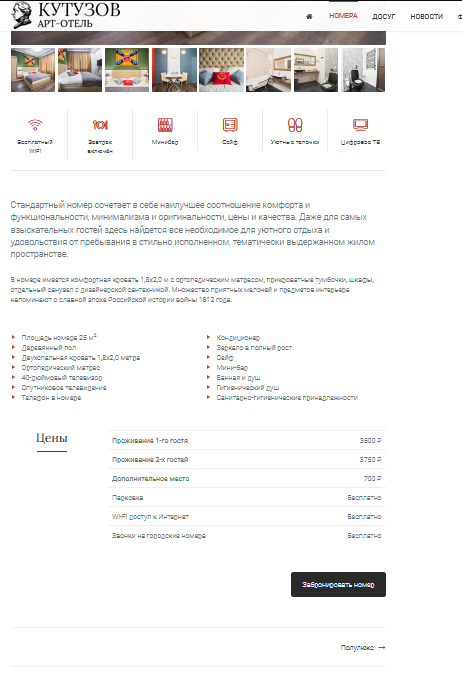 КУТУЗОВ
АРТ-ОТЕЛЬ
НОМЕРА
ДОСУГ
НОВОСТИ
Ф
Бесплатный
WIFI
Завтрак
включён
Минибар
Сейф
Уютные тапочки
Цифровое ТВ
Стандартный номер сочетает в себе наилучшее соотношение комфорта и
функциональности, минимализма и оригинальности, цены и качества. Даже для самых
взыскательных гостей здесь найдется все необходимое для уютного отдыха и
удовольствия от пребывания в стильно исполненном, тематически выдержанном жилом
пространстве.
В номере имеется комфортная кровать 1,8х2,0 м с ортопедическим матрасом, прикроватные тумбочки, шкафы,
отдельный санузел с дизайнерской сантехникой. Множество приятных мелочей и предметов интерьера
напоминают о славной эпохе Российской истории войны 1812 года.
Площадь номера 25 м²
Деревянный пол
Двуспальная кровать 1,8х2,0 метра
Ортопедический матрас
40-дюймовый телевизор
Спутниковое телевидение
Телефон в номере
Кондиционер
Зеркало в полный рост
Сейф
Мини-бар
Ванная и душ
Гигиенический душ
Санитарно-гигиенические принадлежности
Цены
Проживание 1-го гостя 3500 ₽
Проживание 2-х гостей 3750 ₽
Дополнительное место 700 ₽
Парковка Бесплатно
WI-FI доступ к Интернет Бесплатно
Звонки на городские номера Бесплатно
Забронировать номер
Полулюкс →